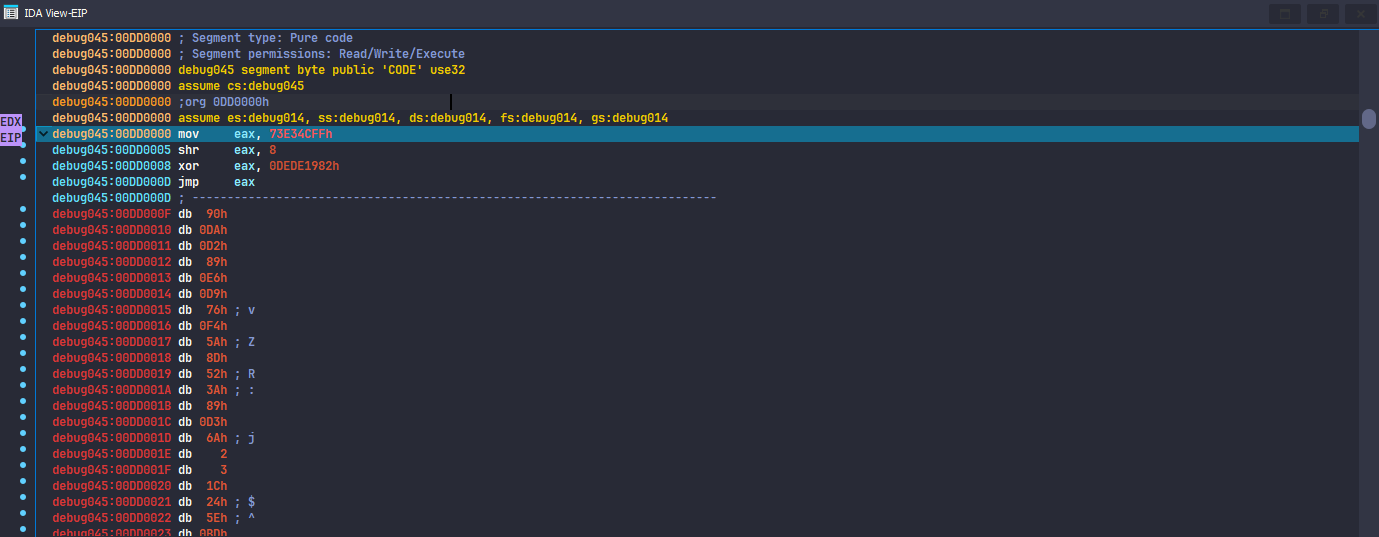 IDA View-EIP
debug045:00DD0000 ; Segment type: Pure code
debug045:00DD0000 ; Segment permissions: Read/Write/Execute
debug045:00DD0000 debug045 segment byte public 'CODE' use32
debug045:00DD0000 assume cs:debug045
debug045:00DD0000 ;org 0DD0000h
debug045:00DD0000 assume es:debug014, ss:debug014, ds:debug014, fs:debug014, gs:debug014
EDX
EIP
debug045:00DD0000 mov eax, 73E34CFFh
debug045:00DD0005 shr eax, 8
debug045:00DD0008 xor eax, 0DEDE1982h
debug045:00DD000D jmp eax
debug045:00DD000D ; ---------------------------------------------------------------------------
debug045:00DD000F db 90h
debug045:00DD0010 db 0DAh
debug045:00DD0011 db 0D2h
debug045:00DD0012 db 89h
debug045:00DD0013 db 0E6h
debug045:00DD0014 db 0D9h
debug045:00DD0015 db 76h ; v
debug045:00DD0016 db 0F4h
debug045:00DD0017 db 5Ah ; Z
debug045:00DD0018 db 8Dh
debug045:00DD0019 db 52h ; R
debug045:00DD001A db 3Ah ; :
debug045:00DD001B db 89h
debug045:00DD001C db 0D3h
debug045:00DD001D db 6Ah ; j
debug045:00DD001E db 2
debug045:00DD001F db 3
debug045:00DD0020 db 1Ch
debug045:00DD0021 db 24h ; $
debug045:00DD0022 db 5Eh ; ^
debug045:00DD0023 db 0BDh